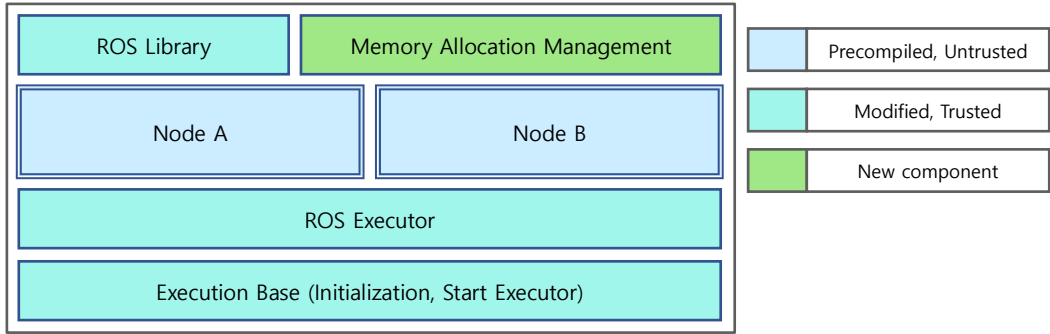 ROS Library
Memory Allocation Management
Node A
Node B
ROS Executor
Execution Base (Initialization, Start Executor)
Precompiled, Untrusted
Modified, Trusted
New component